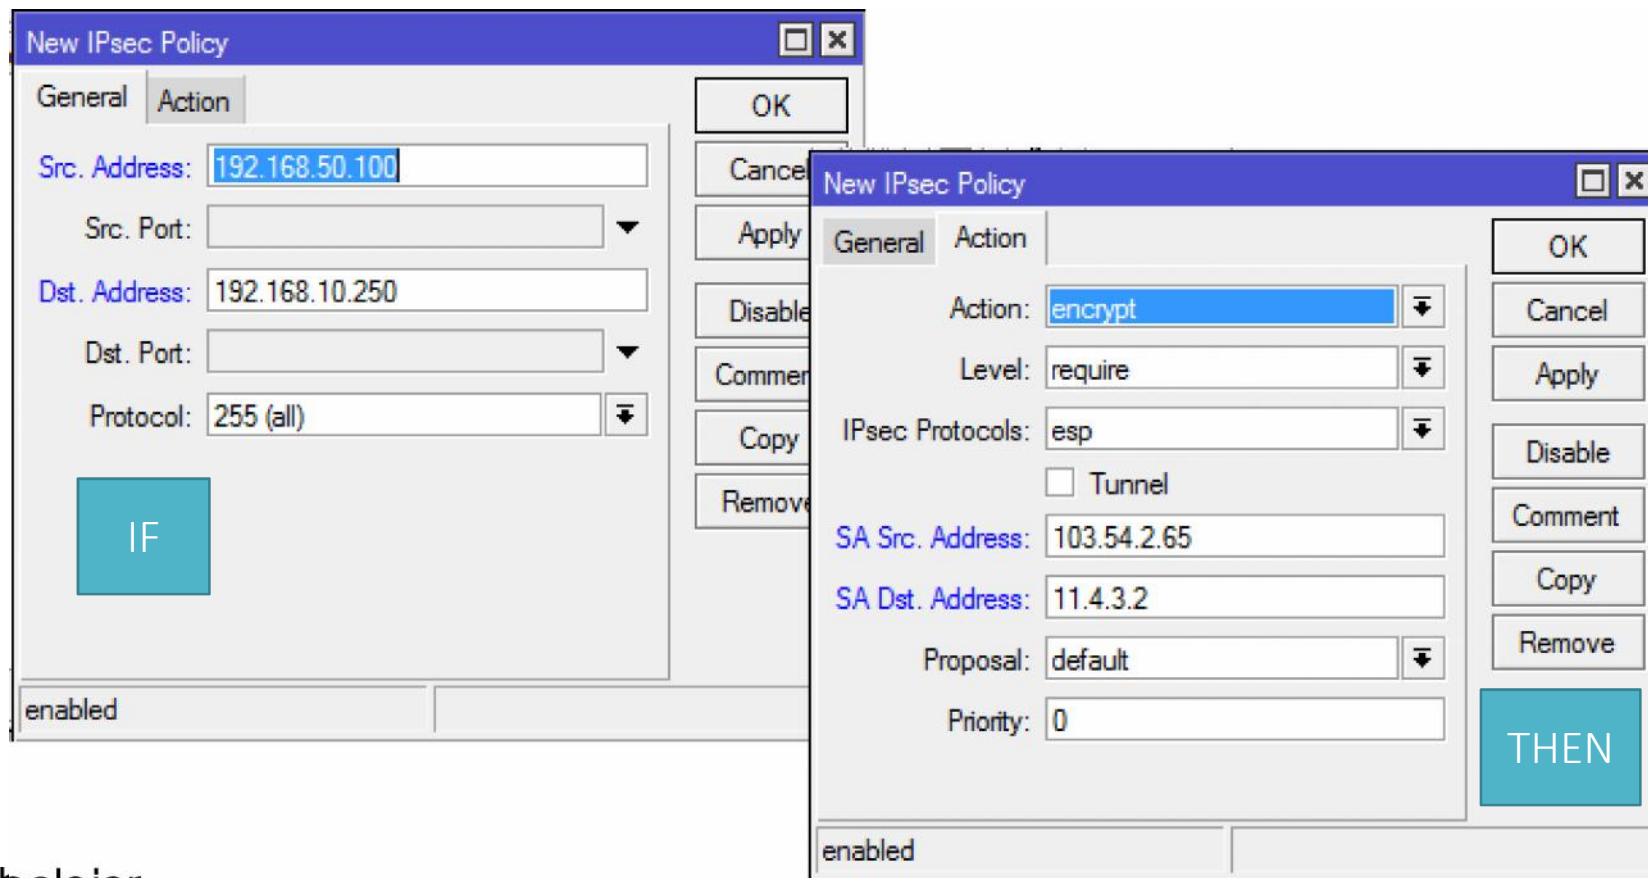 New IPsec Policy
General Action
Src. Address: 192.168.50.100
Src. Port:
Dst. Address: 192.168.10.250
Dst. Port:
Protocol: 255 (all)
IF
enabled
OK
Cancel
Apply
Disable
Commen
Copy
Remove
New IPsec Policy
General Action
Action: encrypt
Level: require
IPsec Protocols: esp
Tunnel
SA Src. Address: 103.54.2.65
SA Dst. Address: 11.4.3.2
Proposal: default
Priority: 0
enabled
OK
Cancel
Apply
Disable
Comment
Copy
Remove
THEN